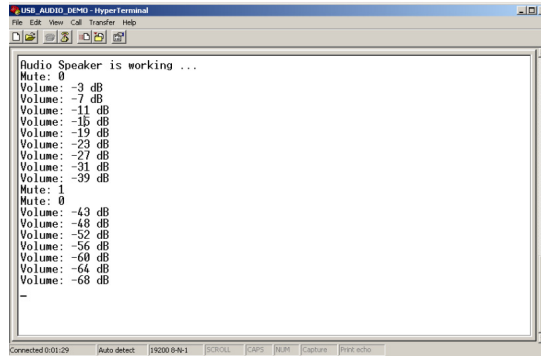 USB_AUDIO_DEMO - HyperTerminal
File Edit View Call Transfer Help
Audio Speaker is working ...
Mute: 0
Volume: -3 dB
Volume: -7 dB
Volume: -11 dB
Volume: -15 dB
Volume: -19 dB
Volume: -23 dB
Volume: -27 dB
Volume: -31 dB
Volume: -39 dB
Mute: 1
Mute: 0
Volume: -43 dB
Volume: -48 dB
Volume: -52 dB
Volume: -56 dB
Volume: -60 dB
Volume: -64 dB
Volume: -68 dB
_
Connected 0:01:29 Auto detect 19200 8-N-1 SCROLL CAPS NUM Capture Print echo